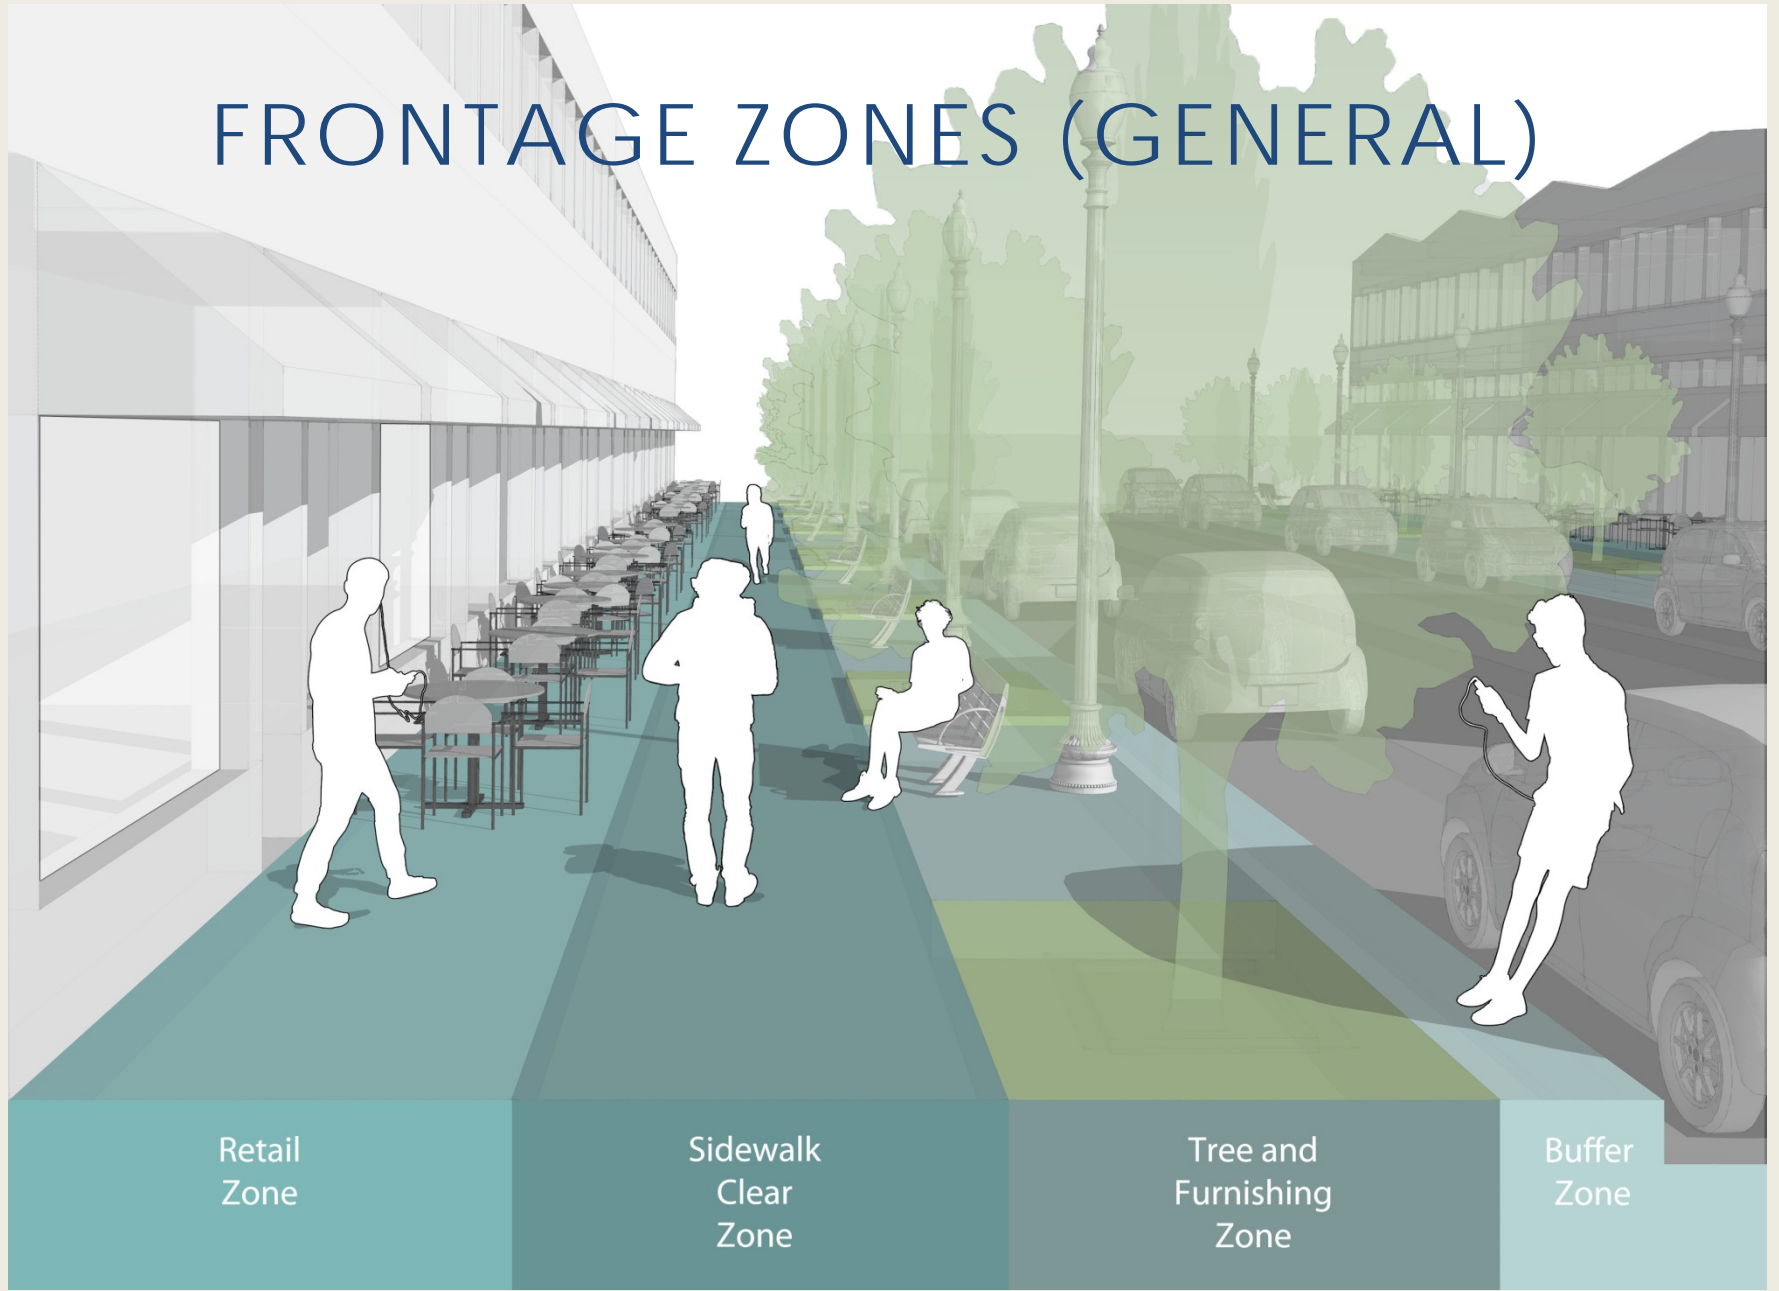 FRONTAGE ZONES (GENERAL)
Retail
Zone
Sidewalk
Clear
Zone
Tree and
Furnishing
Zone
Buffer
Zone